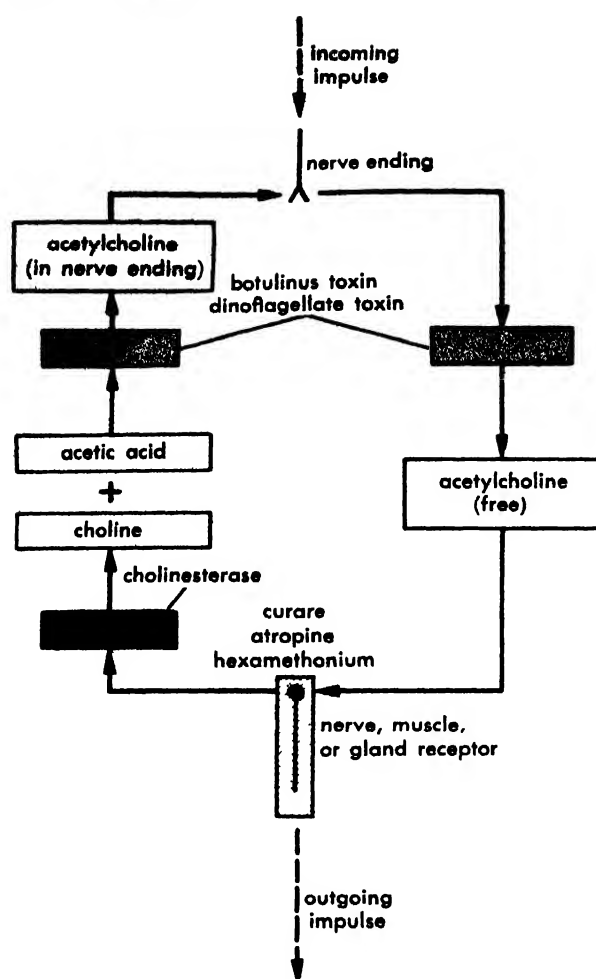 incoming
impulse
nerve ending
acetylcholine
(in nerve ending)
botulinus toxin
dinoflagellate toxin
acetic acid
+
choline
acetylcholine
(free)
cholinesterase
curare
atropine
hexamethonium
nerve, muscle,
or gland receptor
outgoing
impulse